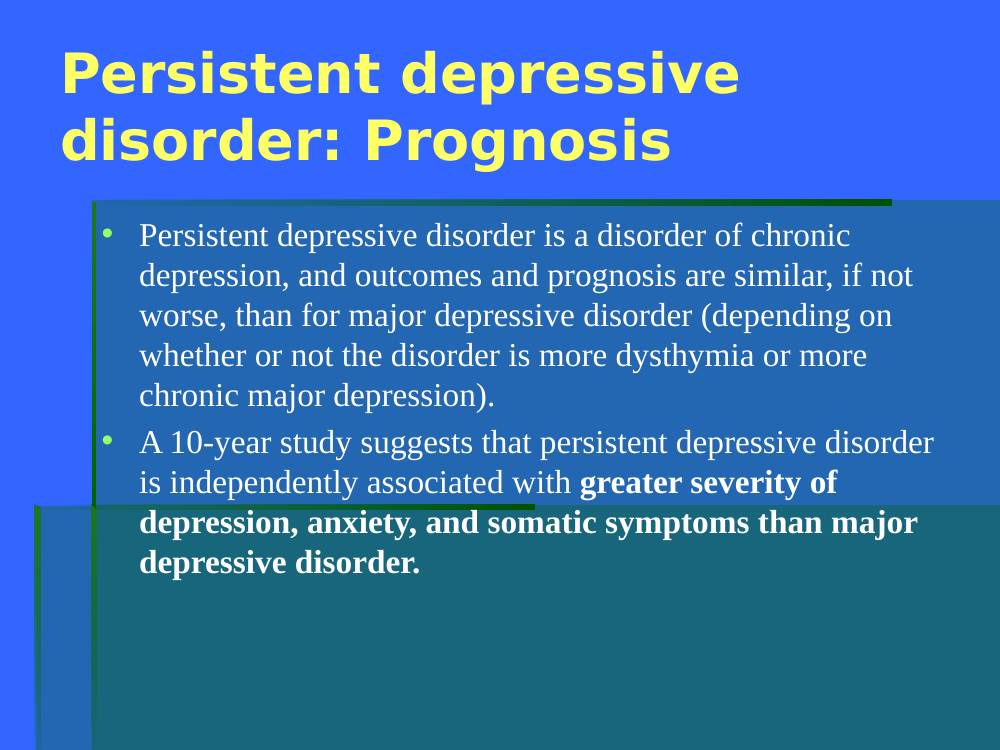 Persistent depressive
disorder: Prognosis
• Persistent depressive disorder is a disorder of chronic
depression, and outcomes and prognosis are similar, if not
worse, than for major depressive disorder (depending on
whether or not the disorder is more dysthymia or more
chronic major depression).
• A 10-year study suggests that persistent depressive disorder
is independently associated with greater severity of
depression, anxiety, and somatic symptoms than major
depressive disorder.